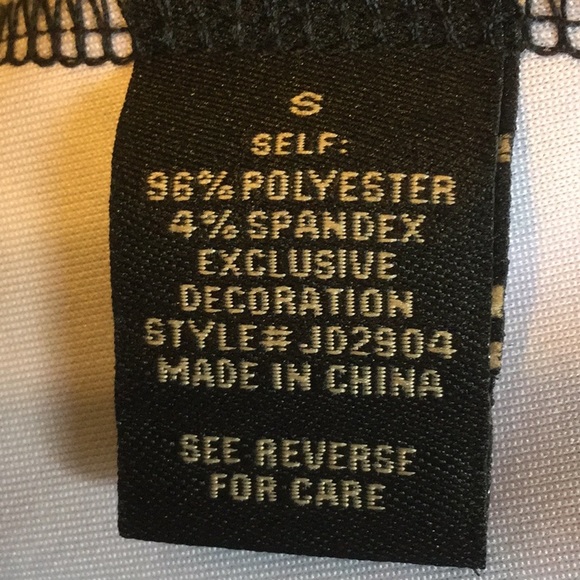 S
SELF:
96% POLYESTER
4% SPANDEX
EXCLUSIVE
DECORATION
STYLE# JD2904
MADE IN CHINA
SEE REVERSE
FOR CARE